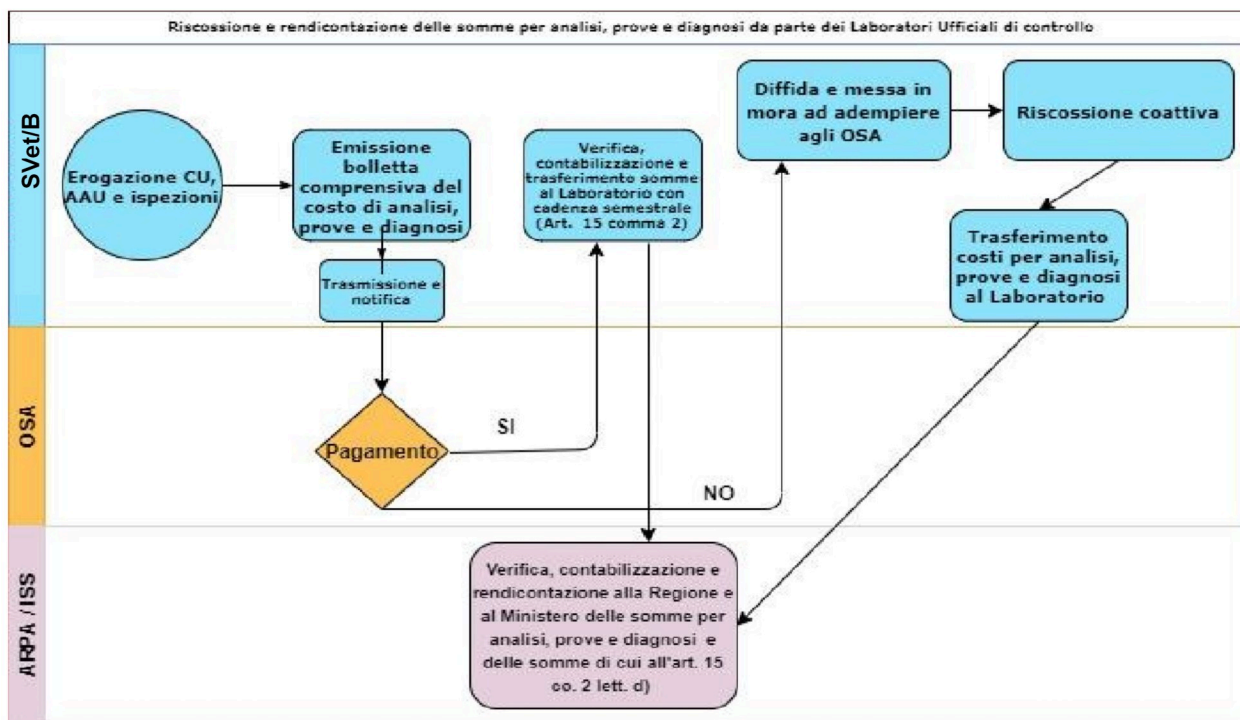 Riscossione e rendicontazione delle somme per analisi, prove e diagnosi da parte dei Laboratori Ufficiali di controllo
SVet/B
Erogazione CU,
AAU e ispezioni
Emissione
bolletta
comprensiva del
costo di analisi,
prove e diagnosi
Trasmissione e
notifica
Verifica,
contabilizzazione e
trasferimento somme
al Laboratorio con
cadenza semestrale
(Art. 15 comma 2)
Diffida e messa in
mora ad adempiere
agli OSA
Riscossione coattiva
Trasferimento
costi per analisi,
prove e diagnosi
al Laboratorio
OSA
Pagamento
SI
NO
ARPA / ISS
Verifica, contabilizzazione e
rendicontazione alla Regione e
al Ministero delle somme per
analisi, prove e diagnosi e
delle somme di cui all'art. 15
co. 2 lett. d)